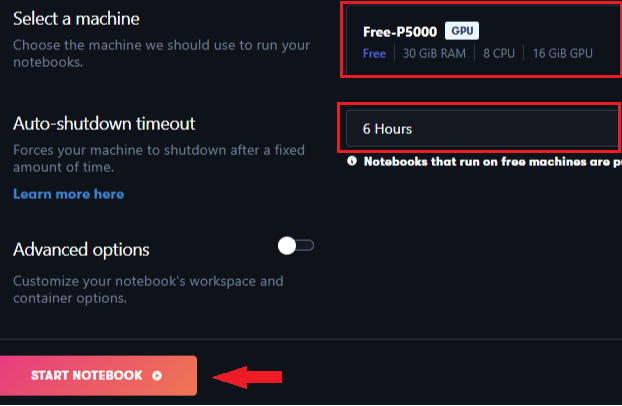 Select a machine
Choose the machine we should use to run your
notebooks.
Free-P5000 GPU
Free 30 GiB RAM 8 CPU 16 GiB GPU
Auto-shutdown timeout
Forces your machine to shutdown after a fixed
amount of time.
Learn more here
6 Hours
Notebooks that run on free machines are
Advanced options
Customize your notebook's workspace and
container options.
START NOTEBOOK